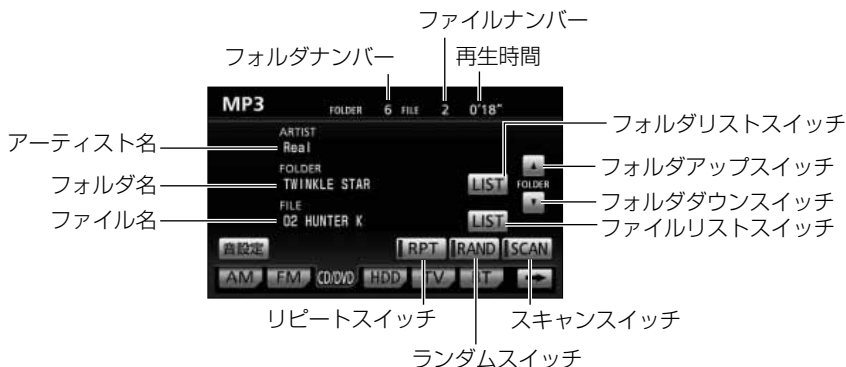 ファイルナンバー
フォルダナンバー 再生時間
MP3 FOLDER 6 FILE 2 0'18"
ARTIST
アーティスト名 Real フォルダリストスイッチ
FOLDER
フォルダ名 TWINKLE STAR LIST FOLDER フォルダアップスイッチ
フォルダダウンスイッチ
FILE
ファイル名 02 HUNTER K LIST ファイルリストスイッチ
音設定 RPT RAND SCAN
AM FM CD/DVD HDD TV BT
リピートスイッチ スキャンスイッチ
ランダムスイッチ